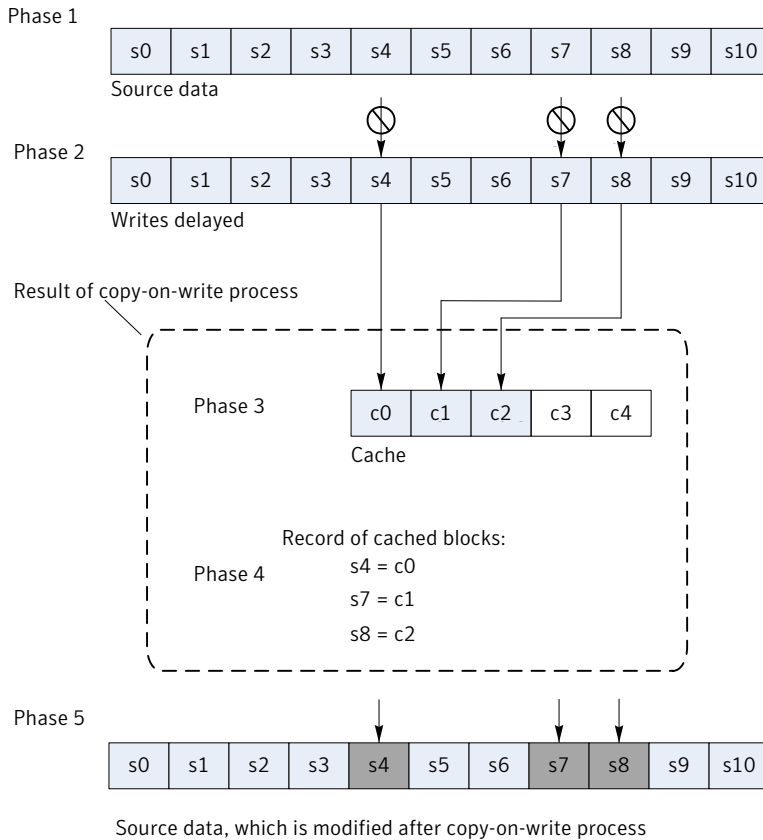 Phase 1
s0 s1 s2 s3 s4 s5 s6 s7 s8 s9 s10
Source data
Phase 2
s0 s1 s2 s3 s4 s5 s6 s7 s8 s9 s10
Writes delayed
Result of copy-on-write process
Phase 3
c0 c1 c2 c3 c4
Cache
Record of cached blocks:
Phase 4
s4 = c0
s7 = c1
s8 = c2
Phase 5
s0 s1 s2 s3 s4 s5 s6 s7 s8 s9 s10
Source data, which is modified after copy-on-write process